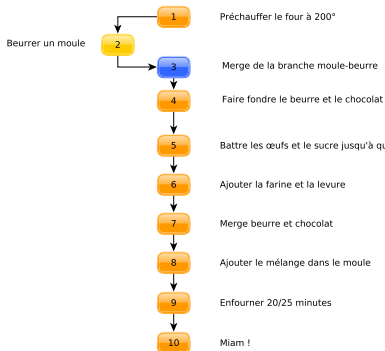 1 Préchauffer le four à 200°
Beurrer un moule 2
3 Merge de la branche moule-beurre
4 Faire fondre le beurre et le chocolat
5 Battre les œufs et le sucre jusqu'à
6 Ajouter la farine et la levure
7 Merge beurre et chocolat
8 Ajouter le mélange dans le moule
9 Enfourner 20/25 minutes
10 Miam !